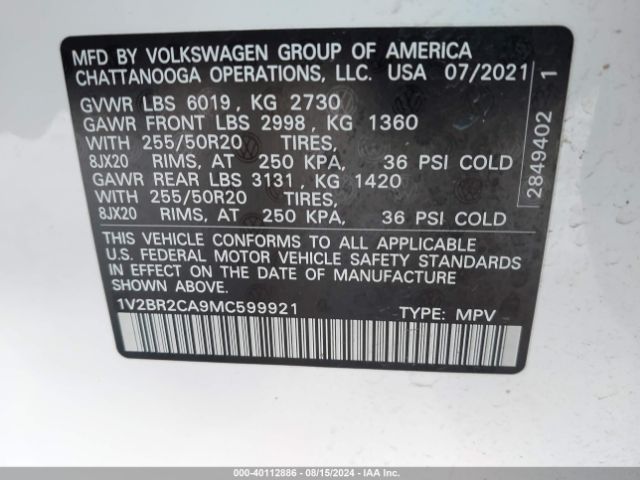 MFD BY VOLKSWAGEN GROUP OF AMERICA
CHATTANOOGA OPERATIONS, LLC. USA 07/2021
GVWR LBS 6019, KG 2730
GAWR FRONT LBS 2998, KG 1360
WITH 255/50R20 TIRES,
8JX20 RIMS, AT 250 KPA, 36 PSI COLD
GAWR REAR LBS 3131, KG 1420
WITH 255/50R20 TIRES,
8JX20 RIMS, AT 250 KPA, 36 PSI COLD
THIS VEHICLE CONFORMS TO ALL APPLICABLE
U.S. FEDERAL MOTOR VEHICLE SAFETY STANDARDS
IN EFFECT ON THE DATE OF MANUFACTURE
SHOWN ABOVE.
1V2BR2CA9MC599921 TYPE: MPV
2849402 1
00-40112886 - 08/15/2024 - IAAI.COM